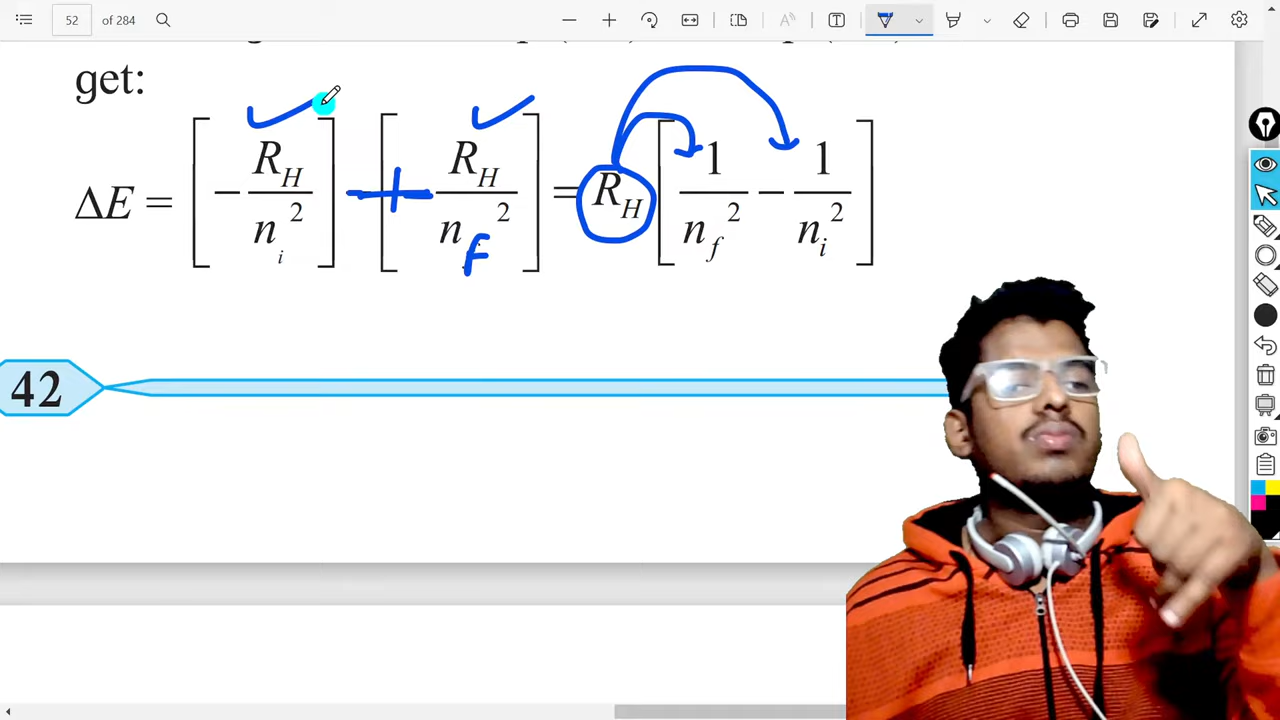 52 of 284
get:
ΔE = [ − R_H / n_i² ] + [ R_H / n_f² ] = R_H [ 1 / n_f² − 1 / n_i² ]
42